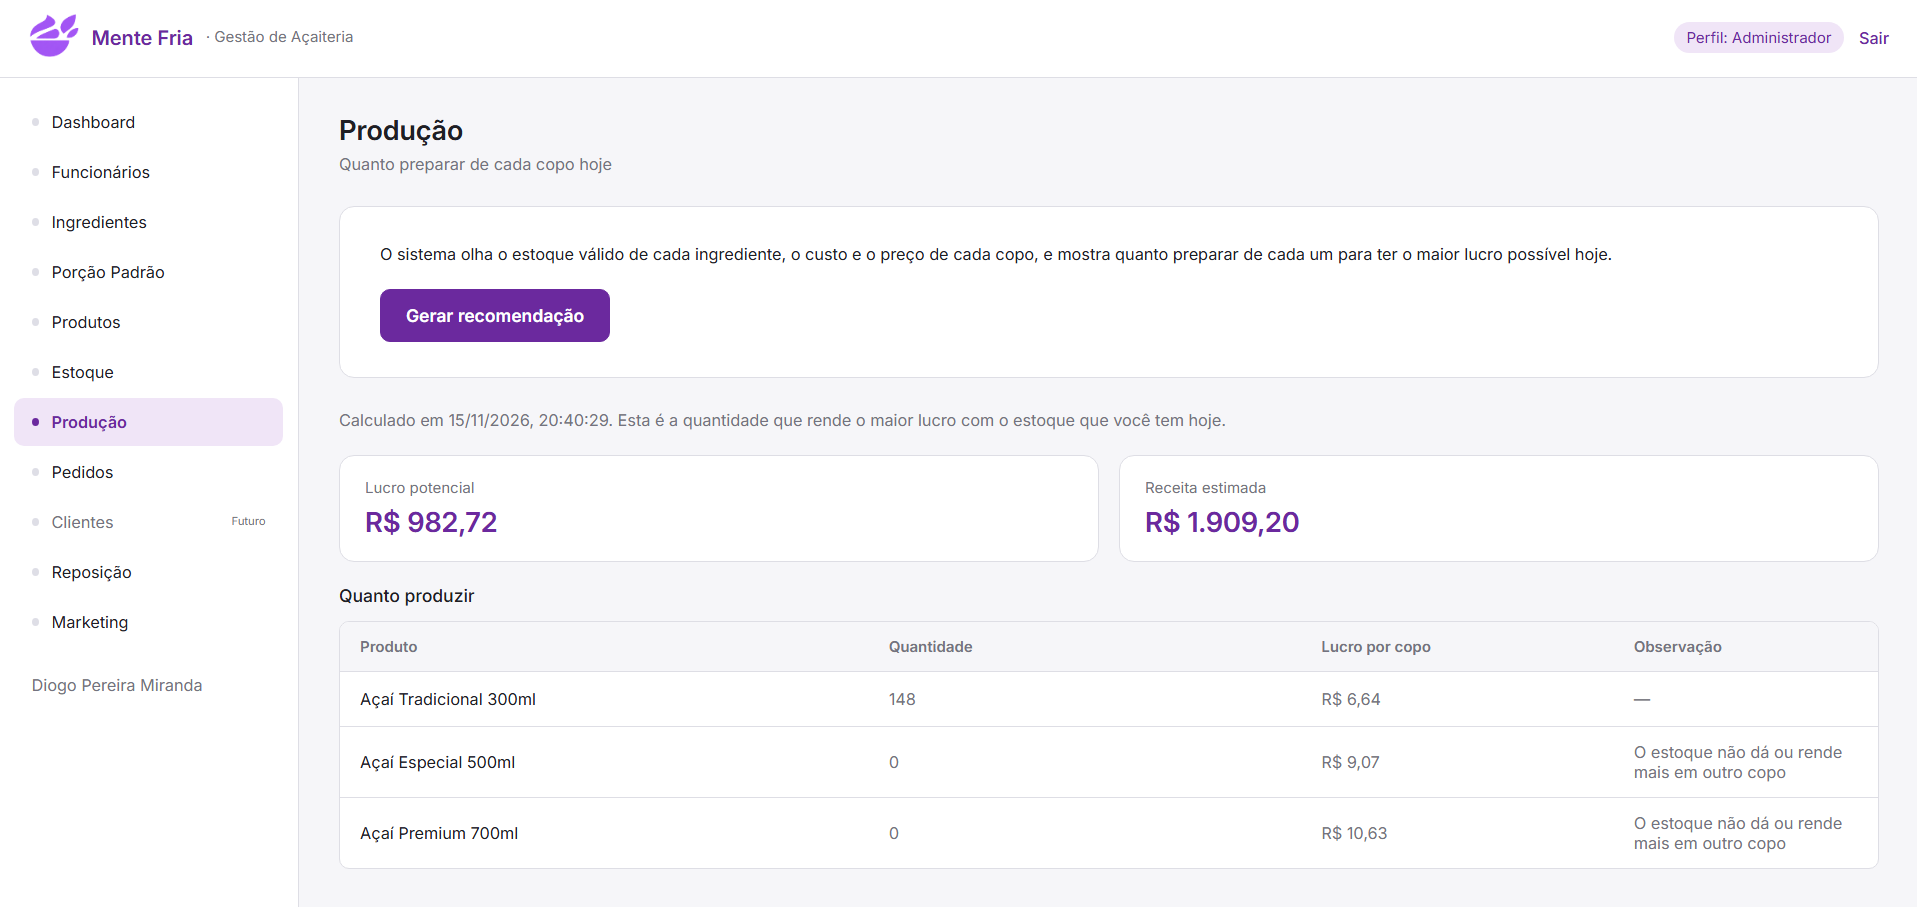 Mente Fria · Gestão de Açaiteria
Perfil: Administrador Sair
Dashboard
Funcionários
Ingredientes
Porção Padrão
Produtos
Estoque
Produção
Pedidos
Clientes Futuro
Reposição
Marketing
Diogo Pereira Miranda
Produção
Quanto preparar de cada copo hoje
O sistema olha o estoque válido de cada ingrediente, o custo e o preço de cada copo, e mostra quanto preparar de cada um para ter o maior lucro possível hoje.
Gerar recomendação
Calculado em 15/11/2026, 20:40:29. Esta é a quantidade que rende o maior lucro com o estoque que você tem hoje.
Lucro potencial
R$ 982,72
Receita estimada
R$ 1.909,20
Quanto produzir
Produto Quantidade Lucro por copo Observação
Açaí Tradicional 300ml 148 R$ 6,64 —
Açaí Especial 500ml 0 R$ 9,07 O estoque não dá ou rende
mais em outro copo
Açaí Premium 700ml 0 R$ 10,63 O estoque não dá ou rende
mais em outro copo